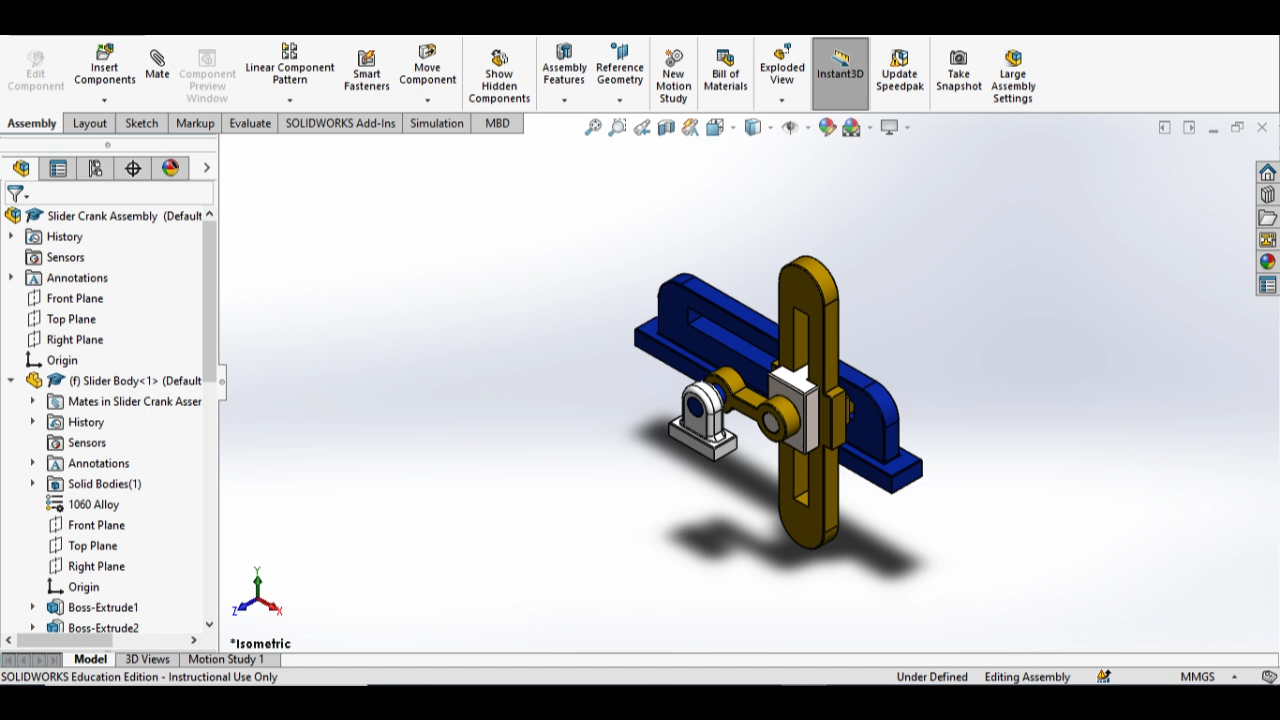 Edit Component
Insert Components
Mate
Component Preview Window
Linear Component Pattern
Smart Fasteners
Move Component
Show Hidden Components
Assembly Features
Reference Geometry
New Motion Study
Bill of Materials
Exploded View
Instant3D
Update Speedpak
Take Snapshot
Large Assembly Settings
Assembly Layout Sketch Markup Evaluate SOLIDWORKS Add-Ins Simulation MBD
Slider Crank Assembly (Default
History
Sensors
Annotations
Front Plane
Top Plane
Right Plane
Origin
(f) Slider Body<1> (Default
Mates in Slider Crank Asser
History
Sensors
Annotations
Solid Bodies(1)
1060 Alloy
Front Plane
Top Plane
Right Plane
Origin
Boss-Extrude1
Boss-Extrude2
Y
Z
X
*Isometric
Model 3D Views Motion Study 1
SOLIDWORKS Education Edition - Instructional Use Only
Under Defined Editing Assembly MMGS